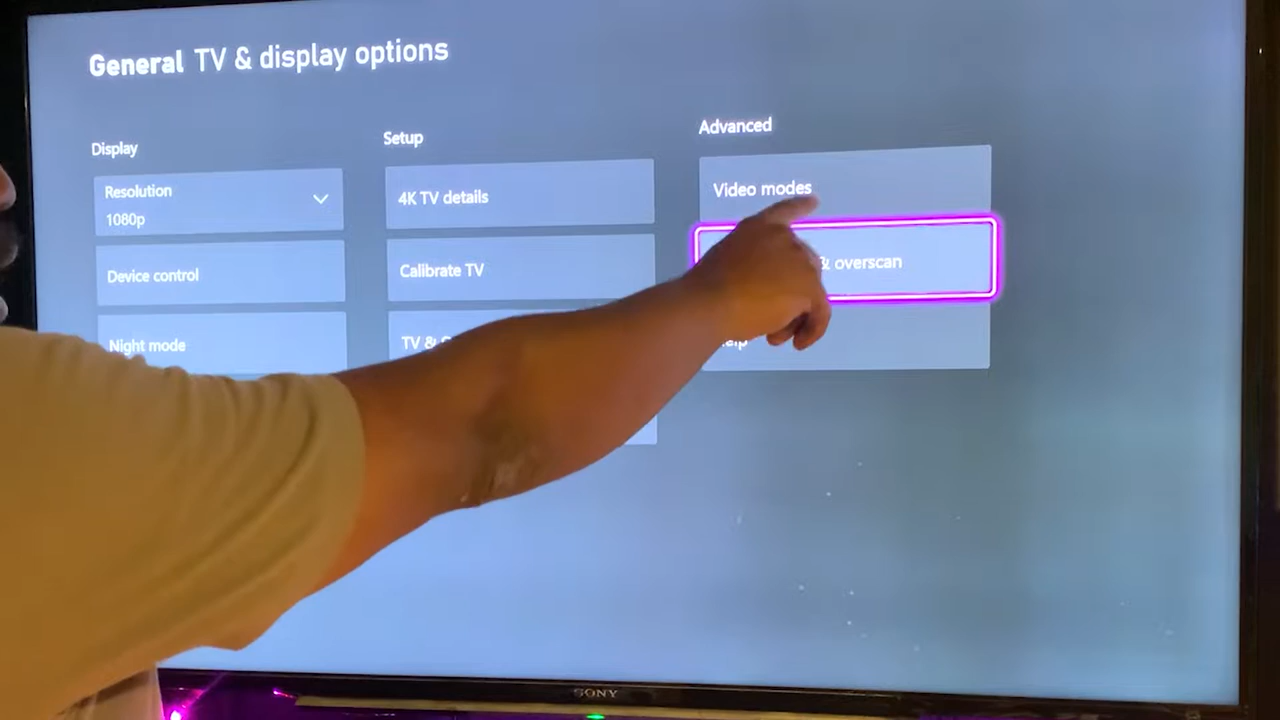 General TV & display options
Display
Resolution
1080p
Device control
Night mode
Setup
4K TV details
Calibrate TV
TV &
Advanced
Video modes
& overscan
SONY